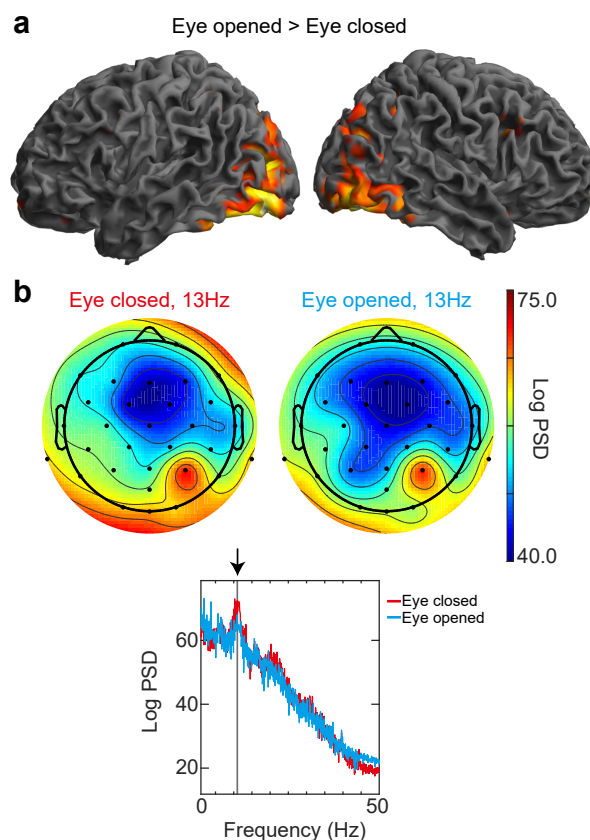 a
Eye opened > Eye closed
b
Eye closed, 13Hz
Eye opened, 13Hz
75.0
Log PSD
40.0
Eye closed
Eye opened
Log PSD
60
40
20
0
50
Frequency (Hz)